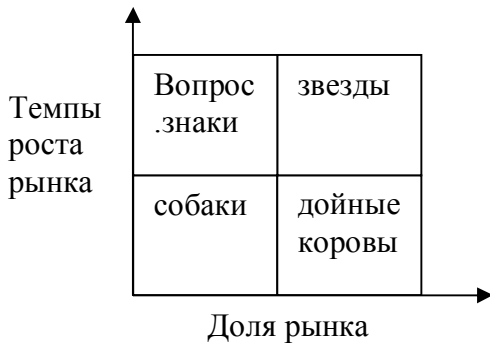 Темпы
роста
рынка
Вопрос
.знаки
звезды
собаки
дойные
коровы
Доля рынка